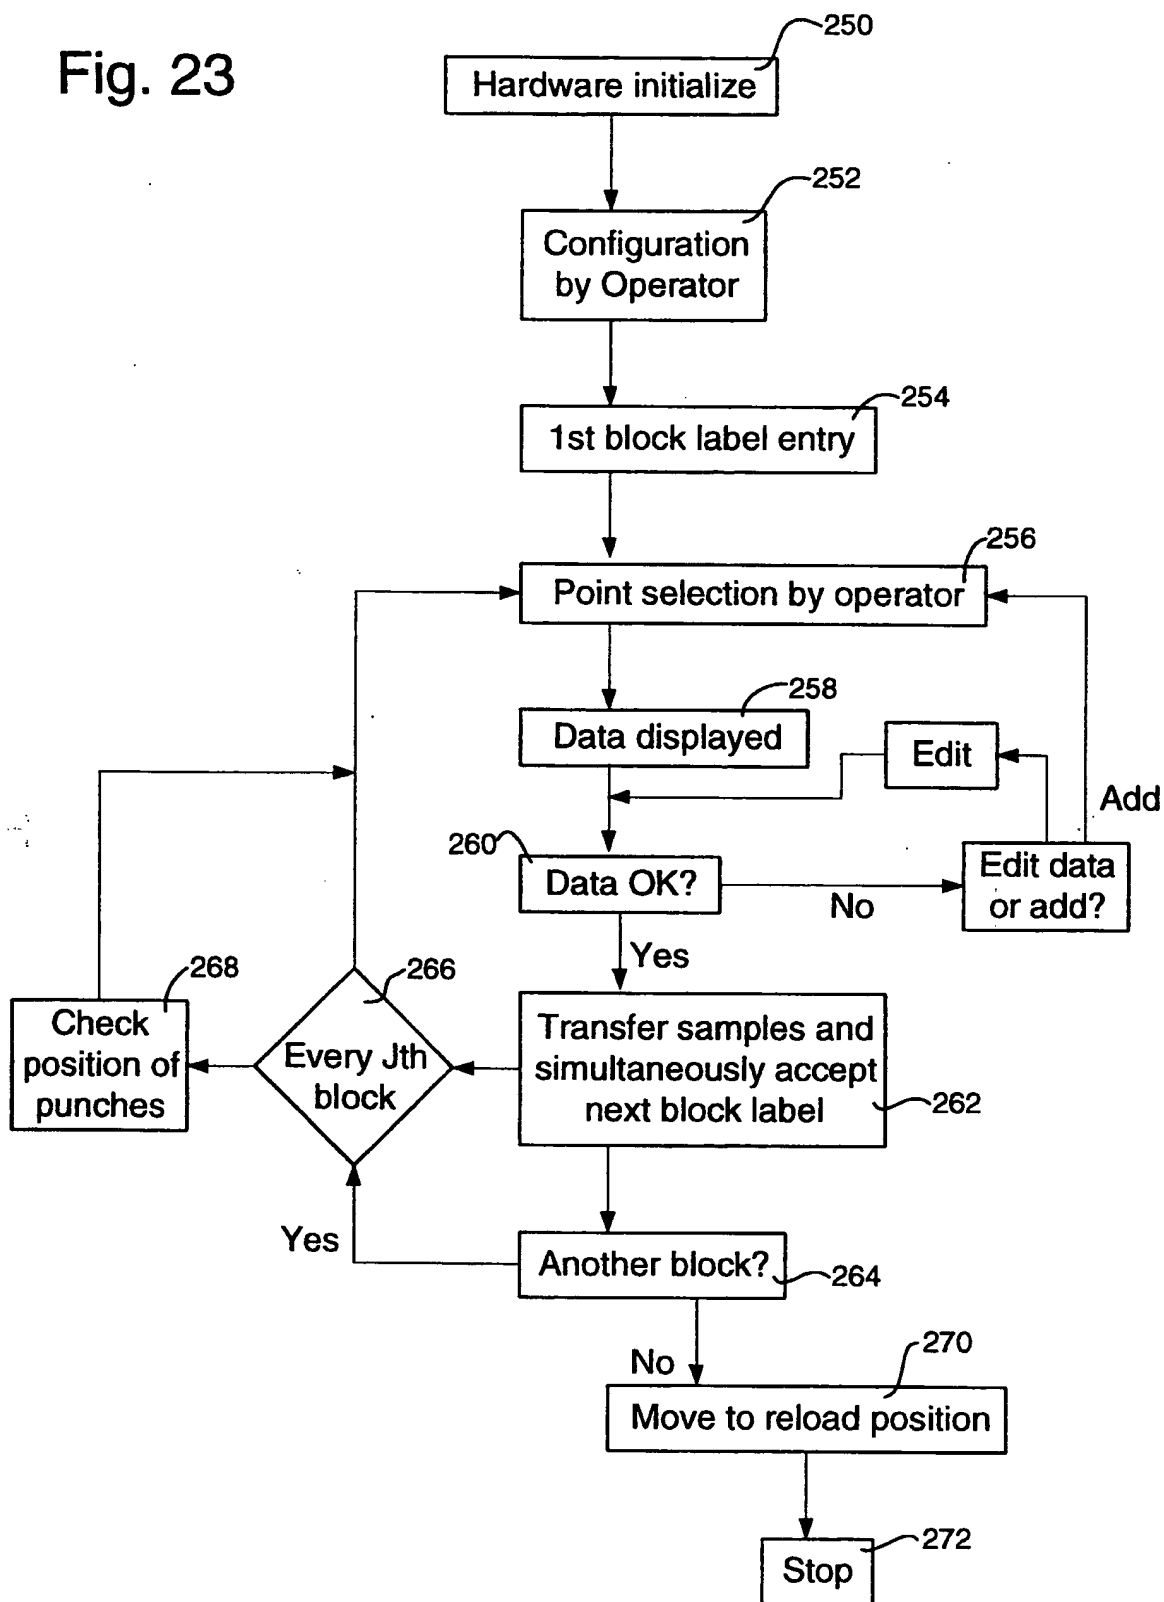 Fig. 23
250
Hardware initialize
252
Configuration
by Operator
254
1st block label entry
256
Point selection by operator
258
Data displayed
Edit
Add
260
Data OK?
No
Edit data
or add?
Yes
268
Check
position of
punches
266
Every Jth
block
Transfer samples and
simultaneously accept
next block label
262
Yes
Another block?
264
No
270
Move to reload position
272
Stop